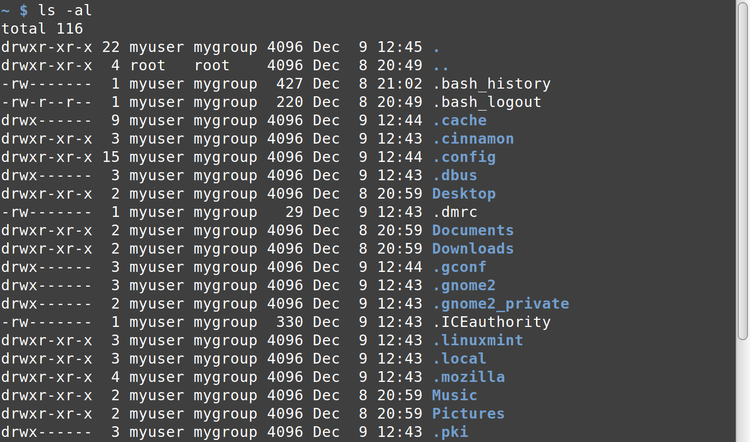 ~ $ ls -al
total 116
drwxr-xr-x 22 myuser mygroup 4096 Dec  9 12:45 .
drwxr-xr-x  4 root   root    4096 Dec  8 20:49 ..
-rw-------  1 myuser mygroup  427 Dec  8 21:02 .bash_history
-rw-r--r--  1 myuser mygroup  220 Dec  8 20:49 .bash_logout
drwx------  9 myuser mygroup 4096 Dec  9 12:44 .cache
drwxr-xr-x  3 myuser mygroup 4096 Dec  9 12:43 .cinnamon
drwxr-xr-x 15 myuser mygroup 4096 Dec  9 12:44 .config
drwx------  3 myuser mygroup 4096 Dec  9 12:43 .dbus
drwxr-xr-x  2 myuser mygroup 4096 Dec  8 20:59 Desktop
-rw-------  1 myuser mygroup   29 Dec  9 12:43 .dmrc
drwxr-xr-x  2 myuser mygroup 4096 Dec  8 20:59 Documents
drwxr-xr-x  2 myuser mygroup 4096 Dec  8 20:59 Downloads
drwx------  3 myuser mygroup 4096 Dec  9 12:44 .gconf
drwx------  3 myuser mygroup 4096 Dec  9 12:43 .gnome2
drwx------  2 myuser mygroup 4096 Dec  9 12:43 .gnome2_private
-rw-------  1 myuser mygroup  330 Dec  9 12:43 .ICEauthority
drwxr-xr-x  3 myuser mygroup 4096 Dec  9 12:43 .linuxmint
drwxr-xr-x  3 myuser mygroup 4096 Dec  9 12:43 .local
drwxr-xr-x  4 myuser mygroup 4096 Dec  9 12:43 .mozilla
drwxr-xr-x  2 myuser mygroup 4096 Dec  8 20:59 Music
drwxr-xr-x  2 myuser mygroup 4096 Dec  8 20:59 Pictures
drwx------  3 myuser mygroup 4096 Dec  9 12:43 .pki